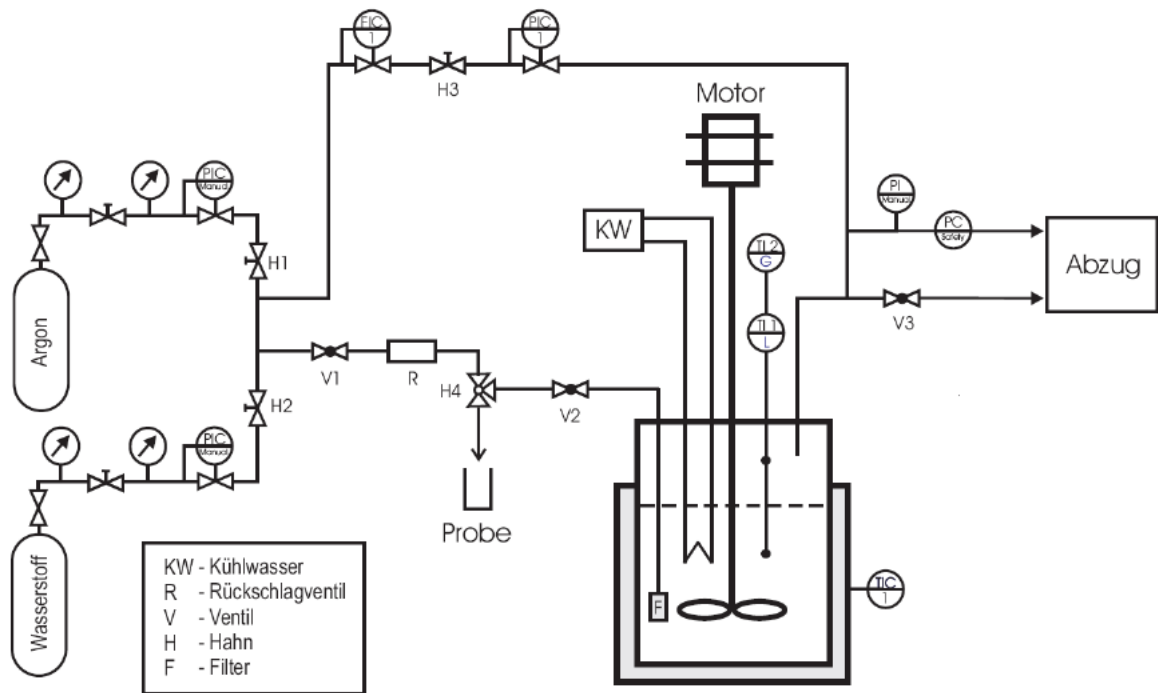 FIC
1
PIC
1
H3
Motor
PIC
Manual
H1
KW
TI.2
G
PI
Manual
PC
Safety
Abzug
TI.1
L
V3
Argon
V1
R
H4
V2
H2
PIC
Manual
Probe
Wasserstoff
KW - Kühlwasser
R - Rückschlagventil
V - Ventil
H - Hahn
F - Filter
F
TIC
1